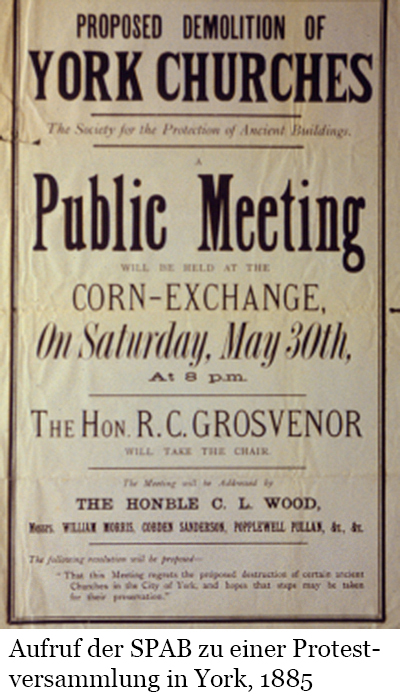 PROPOSED DEMOLITION OF
YORK CHURCHES
The Society for the Protection of Ancient Buildings.
A
Public Meeting
WILL BE HELD AT THE
CORN-EXCHANGE,
On Saturday, May 30th,
At 8 p.m.
THE HON. R. C. GROSVENOR
WILL TAKE THE CHAIR.
The Meeting will be Addressed by
THE HONBLE C. L. WOOD,
Messrs. WILLIAM MORRIS, COBDEN SANDERSON, POPPLEWELL PULLAN, &c., &c.
The following resolution will be proposed—
"That this Meeting regrets the proposed destruction of certain ancient
Churches in the City of York, and hopes that steps may be taken
for their preservation."
Aufruf der SPAB zu einer Protest-
versammlung in York, 1885